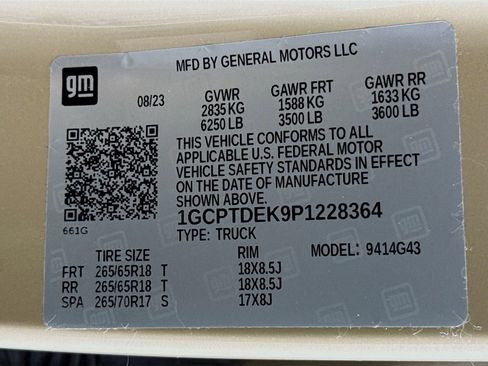 gm
MFD BY GENERAL MOTORS LLC
08/23 GVWR GAWR FRT GAWR RR
2835 KG 1588 KG 1633 KG
6250 LB 3500 LB 3600 LB
THIS VEHICLE CONFORMS TO ALL
APPLICABLE U.S. FEDERAL MOTOR
VEHICLE SAFETY STANDARDS IN EFFECT
ON THE DATE OF MANUFACTURE
SHOWN ABOVE.
661G
1GCPTDEK9P1228364
TYPE: TRUCK
TIRE SIZE RIM MODEL: 9414G43
FRT 265/65R18 T 18X8.5J
RR 265/65R18 T 18X8.5J
SPA 265/70R17 S 17X8J